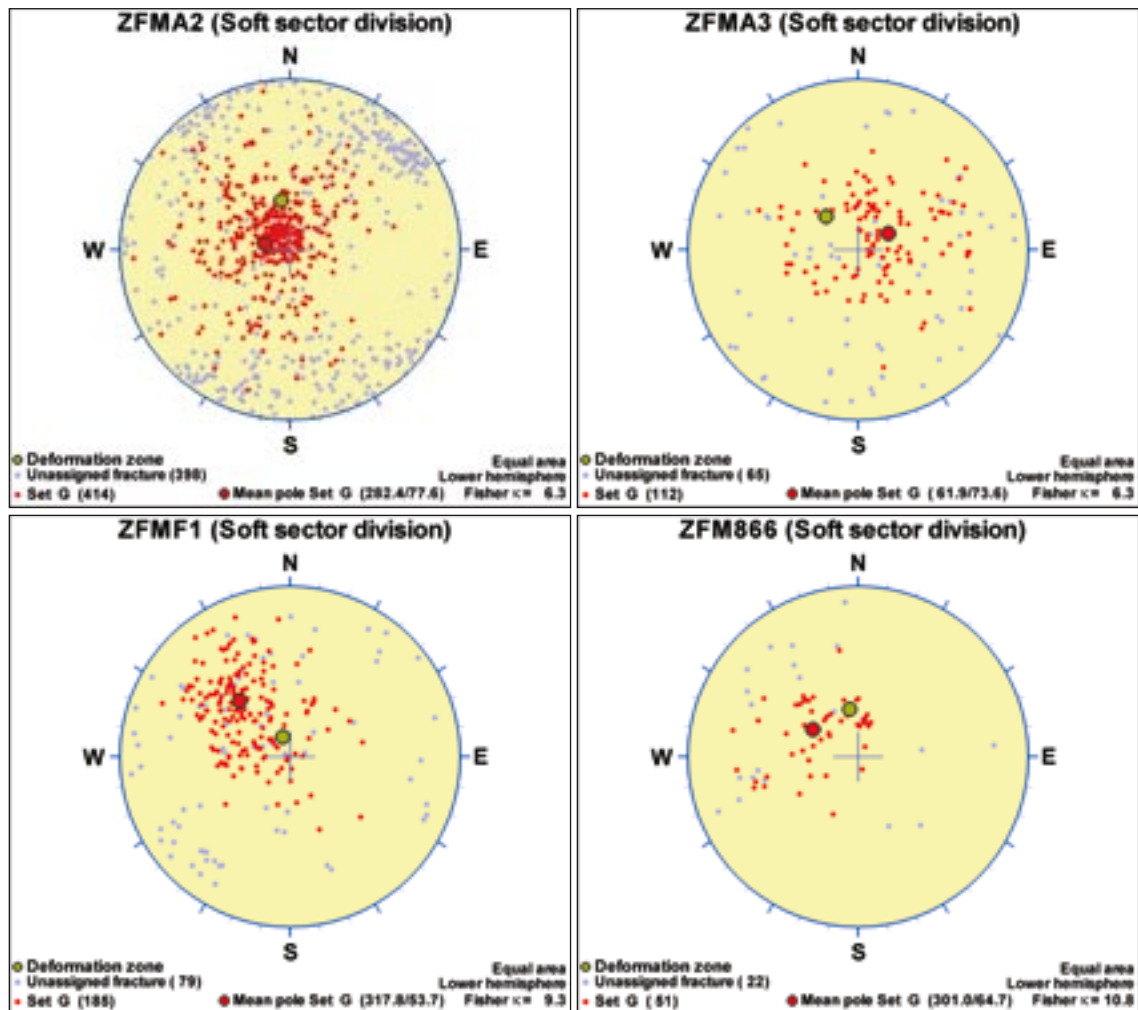 ZFMA2 (Soft sector division)
N
W E
S
Deformation zone Equal area
Unassigned fracture (398) Lower hemisphere
Set G (414) Mean pole Set G (282.4/77.6) Fisher κ = 6.3
ZFMA3 (Soft sector division)
N
W E
S
Deformation zone Equal area
Unassigned fracture ( 65) Lower hemisphere
Set G (112) Mean pole Set G ( 61.9/73.6) Fisher κ = 6.3
ZFMF1 (Soft sector division)
N
W E
S
Deformation zone Equal area
Unassigned fracture ( 79) Lower hemisphere
Set G (185) Mean pole Set G (317.8/53.7) Fisher κ = 9.3
ZFM866 (Soft sector division)
N
W E
S
Deformation zone Equal area
Unassigned fracture ( 22) Lower hemisphere
Set G ( 51) Mean pole Set G (301.0/64.7) Fisher κ = 10.8